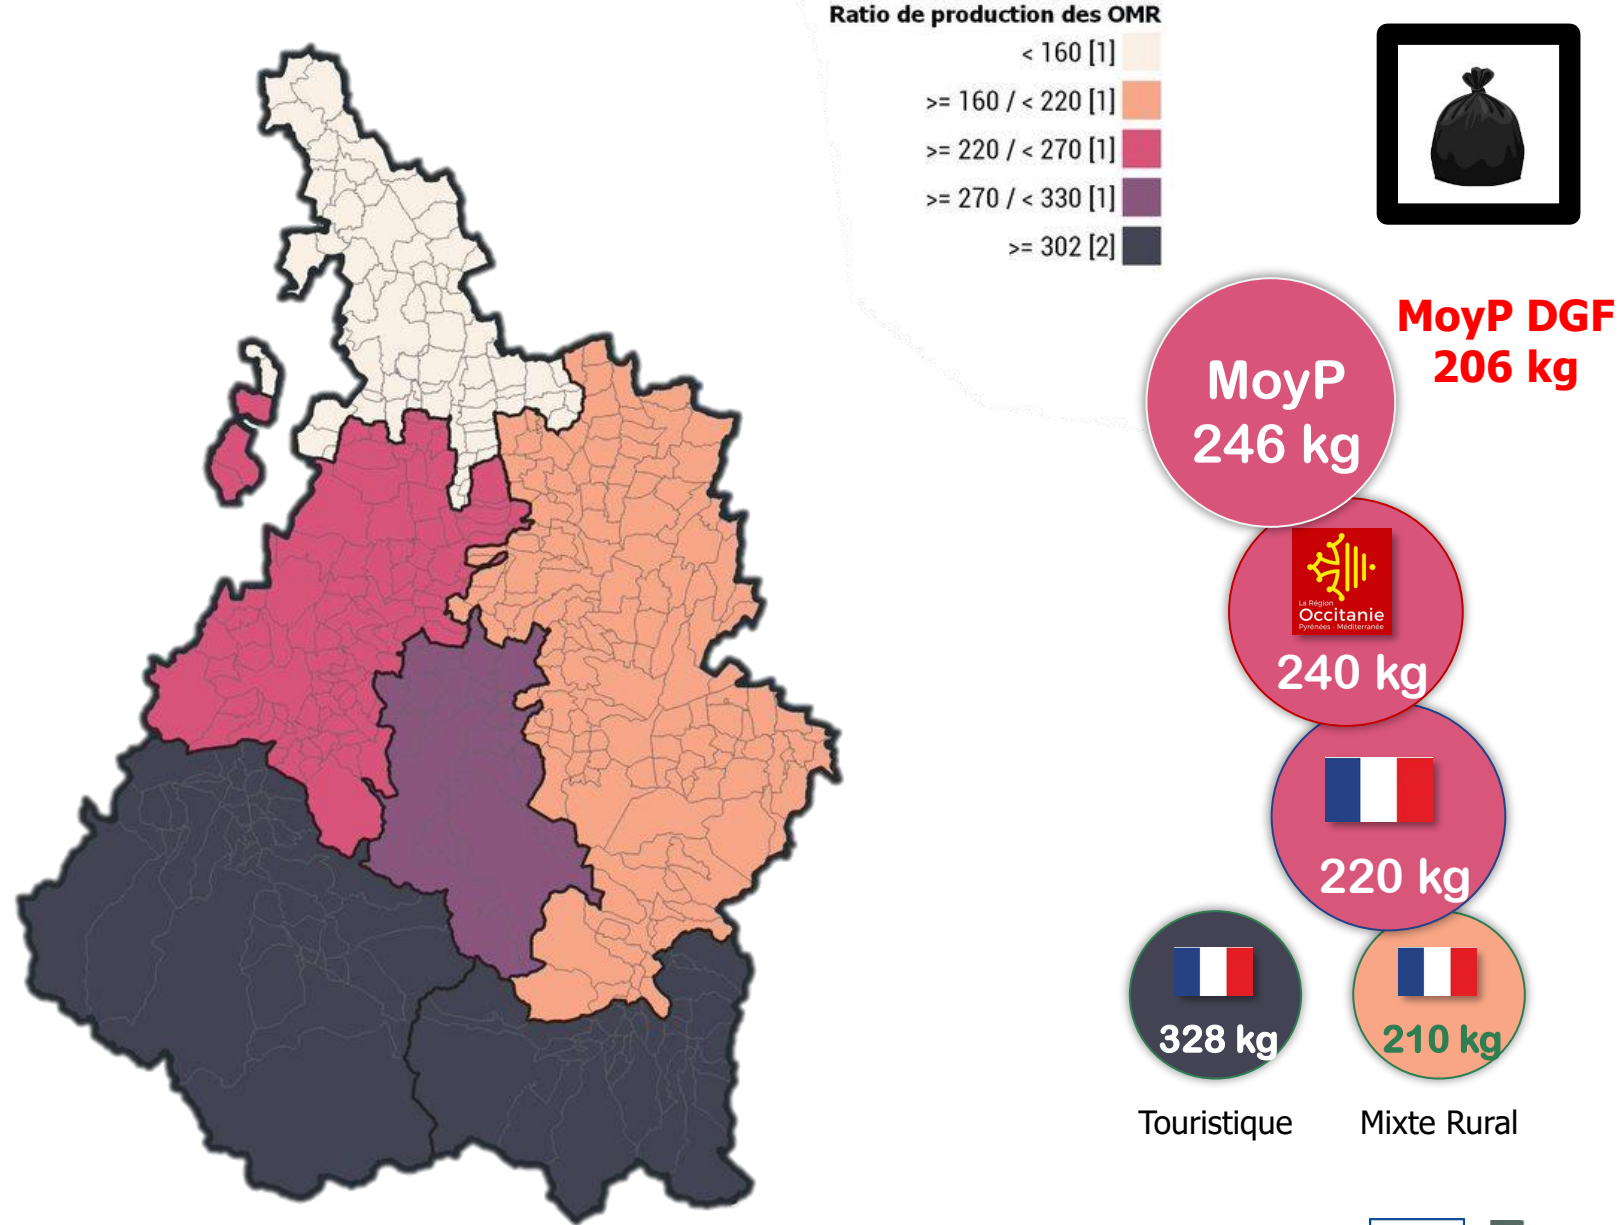 Ratio de production des OMR
< 160 [1]
>= 160 / < 220 [1]
>= 220 / < 270 [1]
>= 270 / < 330 [1]
>= 302 [2]
MoyP DGF
206 kg
MoyP
246 kg
La Région
Occitanie
Pyrénées - Méditerranée
240 kg
220 kg
328 kg
210 kg
Touristique
Mixte Rural